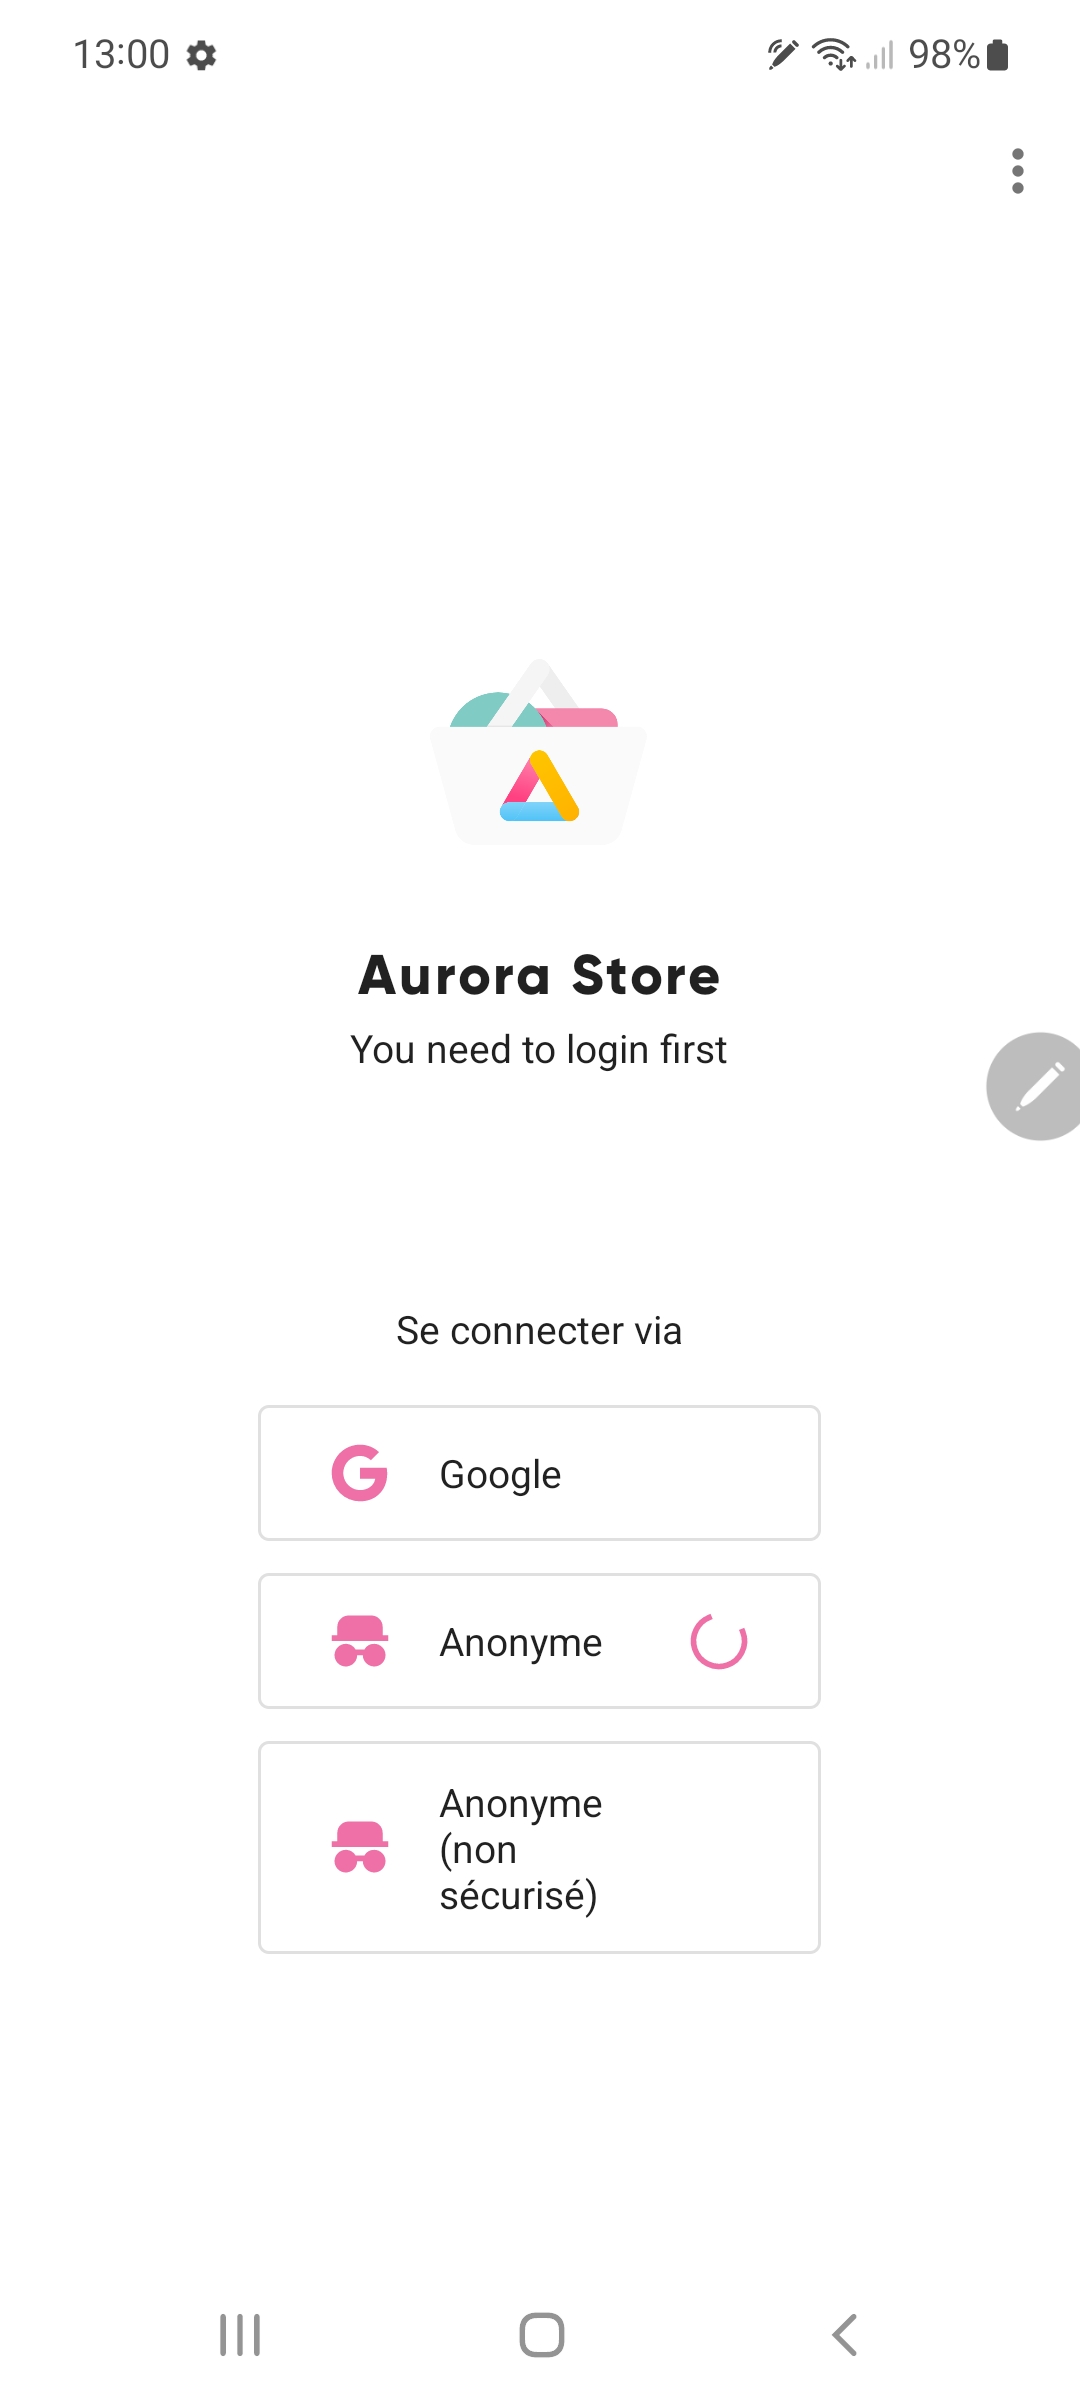 13:00
98%
Aurora Store
You need to login first
Se connecter via
Google
Anonyme
Anonyme
(non
sécurisé)